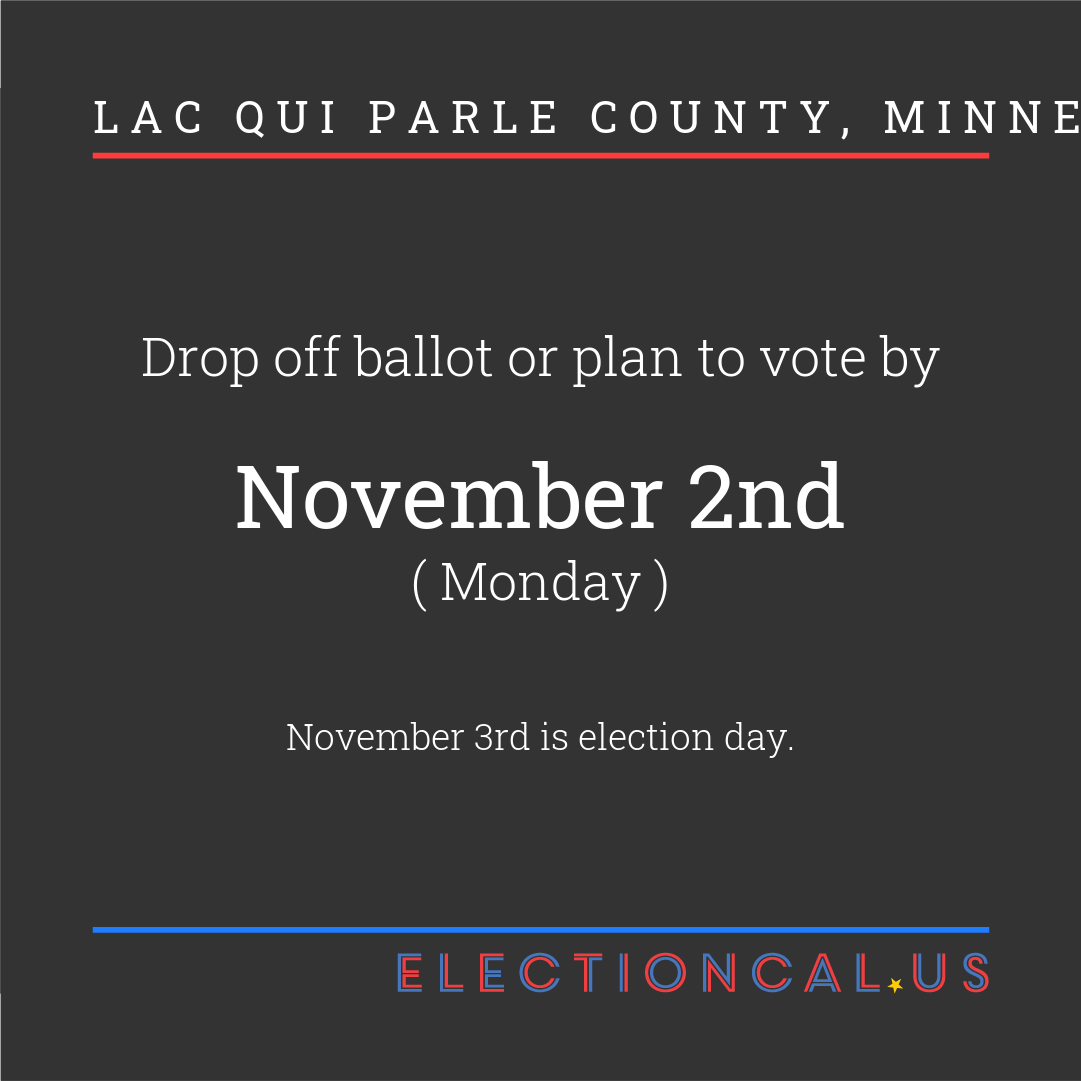 LAC QUI PARLE COUNTY, MINNE
Drop off ballot or plan to vote by
November 2nd
( Monday )
November 3rd is election day.
ELECTIONCAL.US